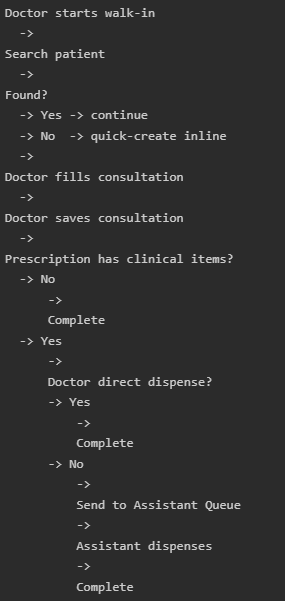 Doctor starts walk-in
->
Search patient
->
Found?
-> Yes -> continue
-> No  -> quick-create inline
->
Doctor fills consultation
->
Doctor saves consultation
->
Prescription has clinical items?
-> No
->
Complete
-> Yes
->
Doctor direct dispense?
-> Yes
->
Complete
-> No
->
Send to Assistant Queue
->
Assistant dispenses
->
Complete